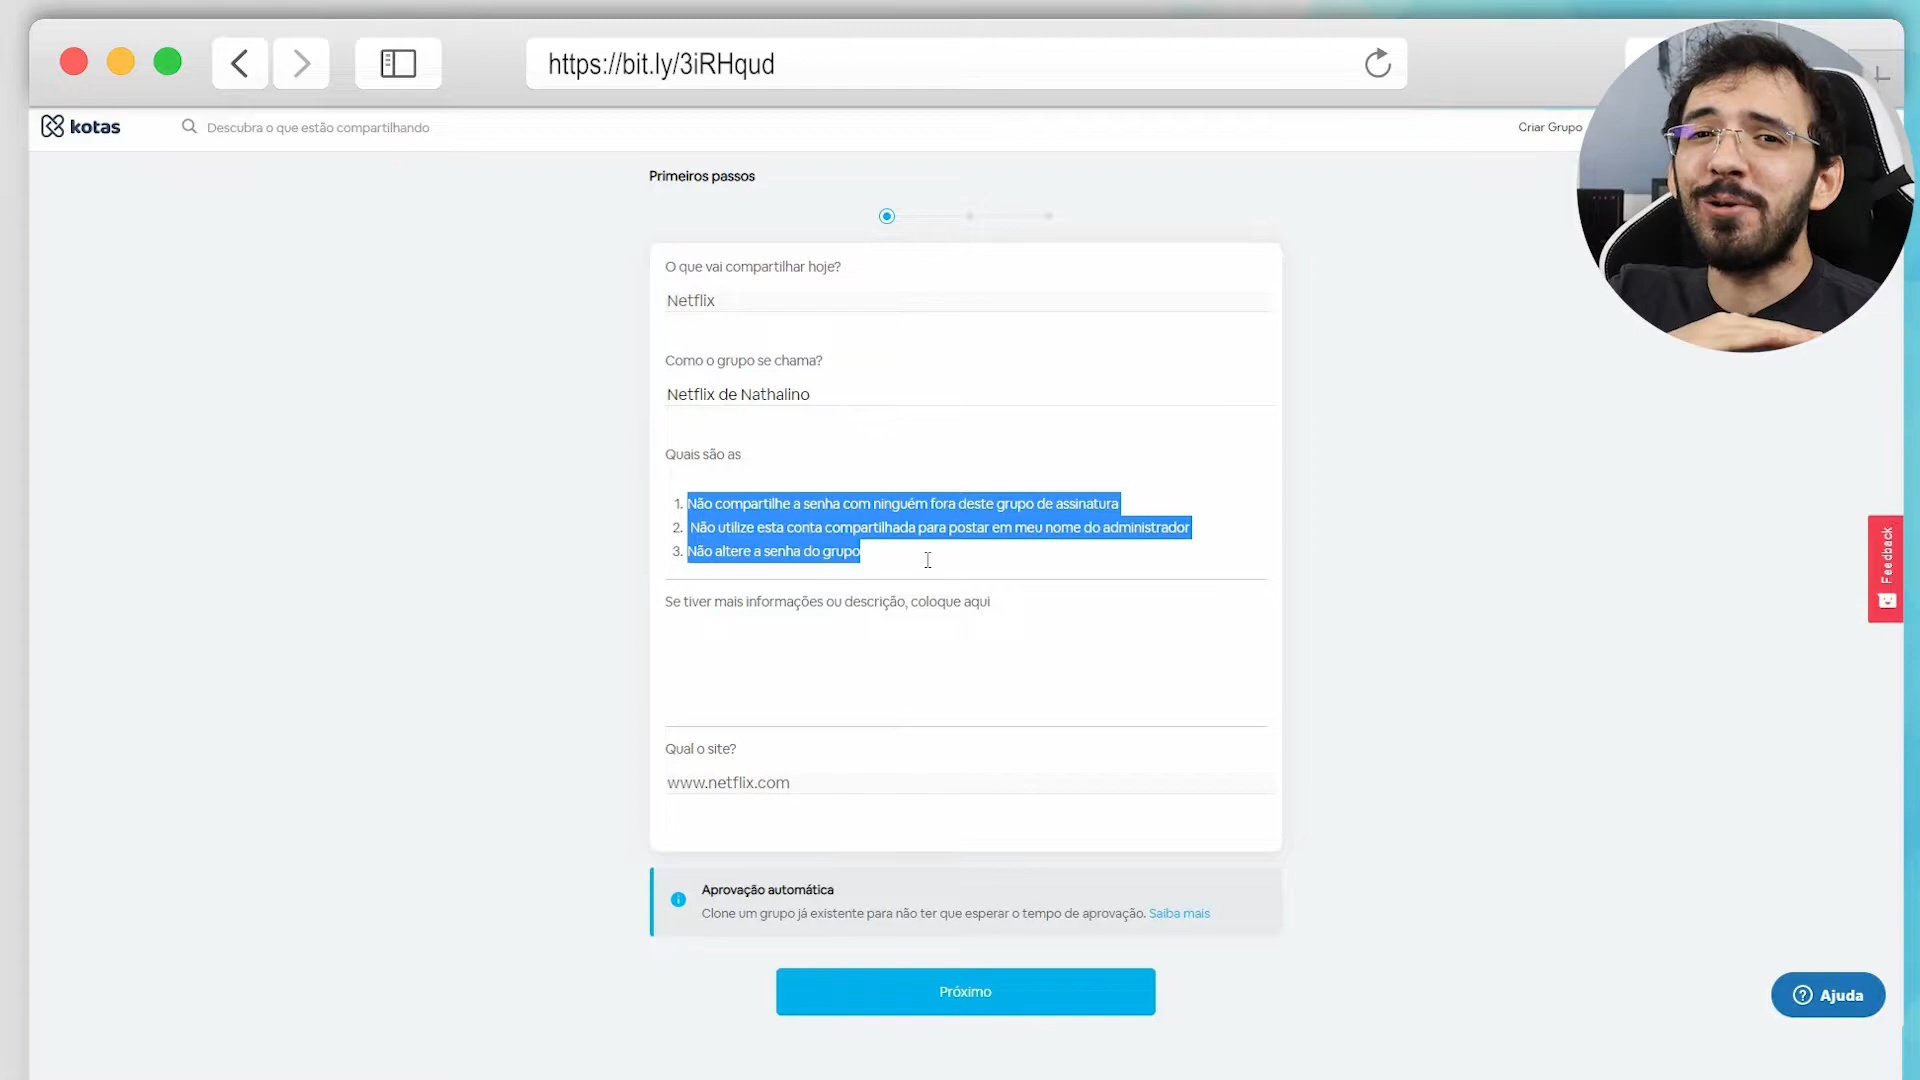 https://bit.ly/3iRHqud
kotas
Descubra o que estão compartilhando
Criar Grupo
Primeiros passos
O que vai compartilhar hoje?
Netflix
Como o grupo se chama?
Netflix de Nathalino
Quais são as
1. Não compartilhe a senha com ninguém fora deste grupo de assinatura
2. Não utilize esta conta compartilhada para postar em meu nome do administrador
3. Não altere a senha do grupo
Se tiver mais informações ou descrição, coloque aqui
Feedback
Qual o site?
www.netflix.com
Aprovação automática
Clone um grupo já existente para não ter que esperar o tempo de aprovação. Saiba mais
Próximo
Ajuda